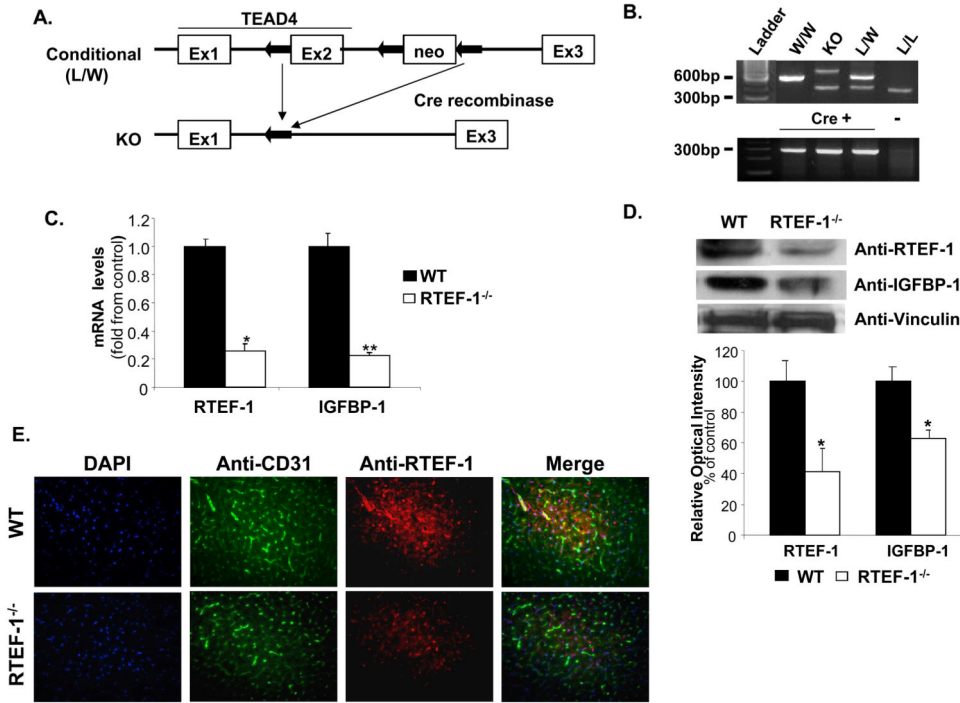 A.
TEAD4
Conditional
(L/W)
Ex1
Ex2
neo
Ex3
Cre recombinase
KO
Ex1
Ex3
B.
Ladder
W/W
KO
L/W
L/L
600bp
300bp
Cre +
-
300bp
C.
mRNA levels
(fold from control)
1.2
1.0
0.8
0.6
0.4
0.2
0
*
**
WT
RTEF-1-/-
RTEF-1
IGFBP-1
D.
WT
RTEF-1-/-
Anti-RTEF-1
Anti-IGFBP-1
Anti-Vinculin
Relative Optical Intensity
% of control
120
100
80
60
40
20
0
*
*
RTEF-1
IGFBP-1
WT
RTEF-1-/-
E.
DAPI
Anti-CD31
Anti-RTEF-1
Merge
WT
RTEF-1-/-